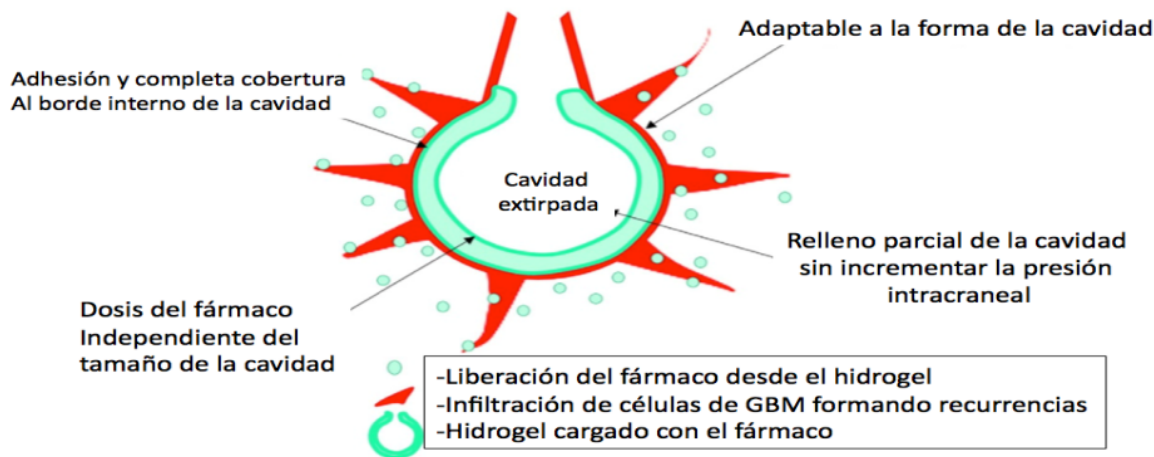 Adaptable a la forma de la cavidad
Adhesión y completa cobertura
Al borde interno de la cavidad
Cavidad
extirpada
Relleno parcial de la cavidad
sin incrementar la presión
intracraneal
Dosis del fármaco
Independiente del
tamaño de la cavidad
-Liberación del fármaco desde el hidrogel
-Infiltración de células de GBM formando recurrencias
-Hidrogel cargado con el fármaco